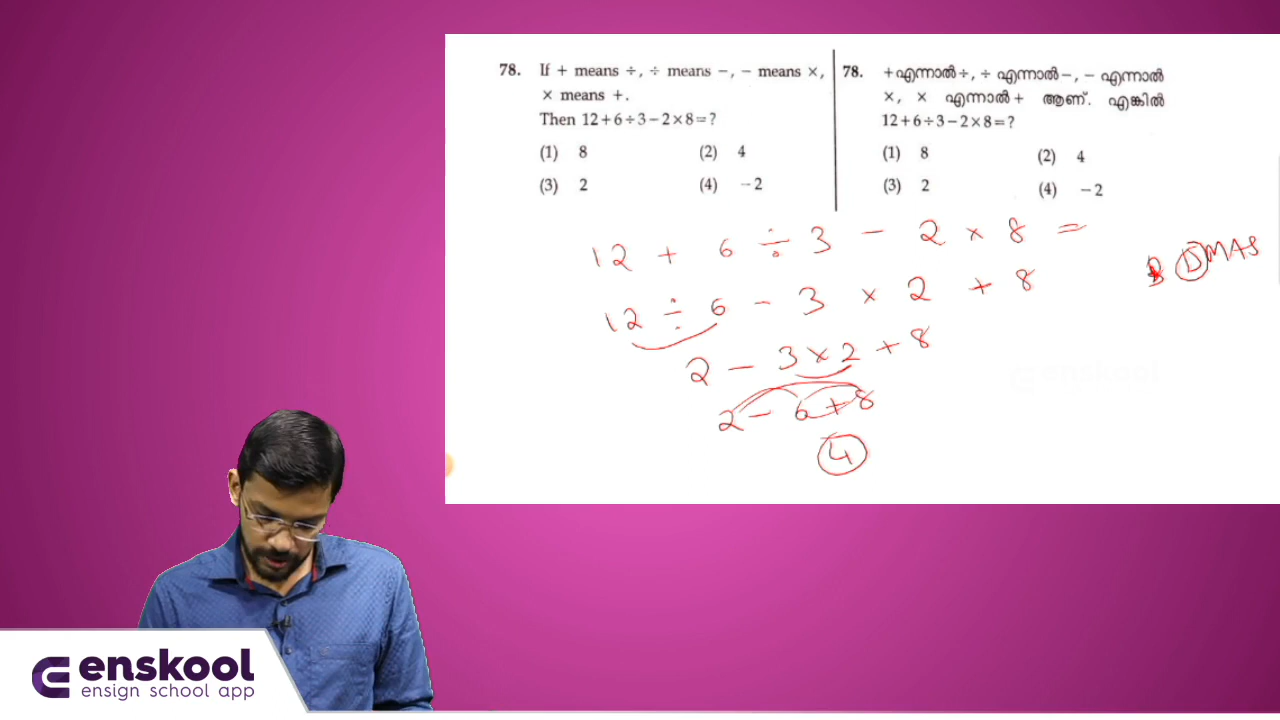 78. If + means ÷, ÷ means −, − means ×,
× means +.
Then 12+6÷3−2×8=?
(1) 8 (2) 4
(3) 2 (4) −2
78. +എന്നാൽ÷, ÷ എന്നാൽ−, − എന്നാൽ
×, × എന്നാൽ+ ആണ്. എങ്കിൽ
12+6÷3−2×8=?
(1) 8 (2) 4
(3) 2 (4) −2
12 + 6 ÷ 3 − 2 × 8 =
12 ÷ 6 − 3 × 2 + 8
2 − 3×2 + 8
2 − 6 + 8
4
BDMAS
enskool
enskool
ensign school app